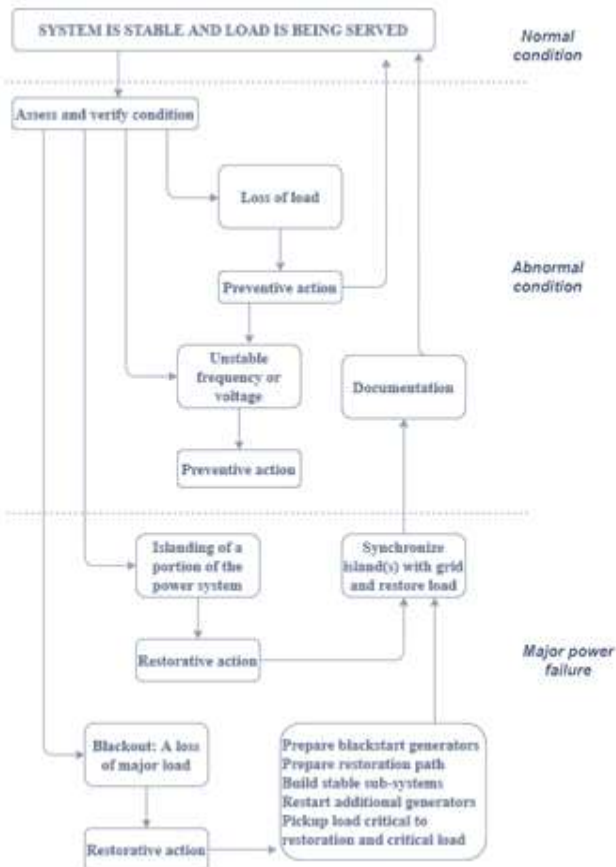 SYSTEM IS STABLE AND LOAD IS BEING SERVED
Normal
condition
Assess and verify condition
Loss of load
Abnormal
condition
Preventive action
Unstable
frequency or
voltage
Documentation
Preventive action
Islanding of a
portion of the
power system
Synchronize
island(s) with grid
and restore load
Restorative action
Major power
failure
Blackout: A loss
of major load
Prepare blackstart generators
Prepare restoration path
Build stable sub-systems
Restart additional generators
Pickup load critical to
restoration and critical load
Restorative action